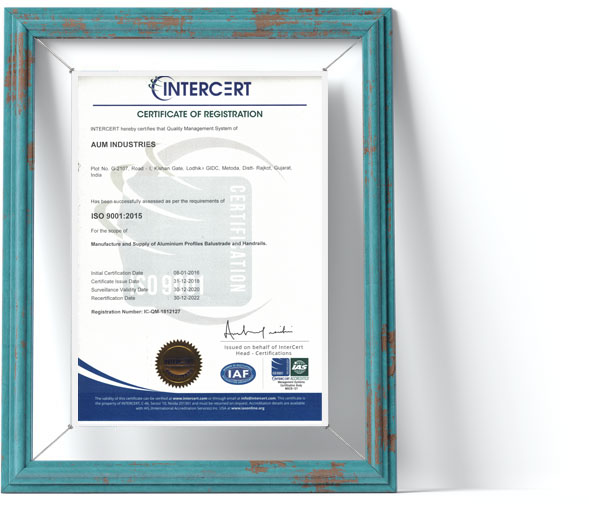 INTERCERT
CERTIFICATE OF REGISTRATION
INTERCERT hereby certifies that Quality Management System of
AUM INDUSTRIES
Plot No. G-2107, Road - I, Kishan Gate, Lodhika GIDC, Metoda, Dist- Rajkot, Gujarat,
India
Has been successfully assessed as per the requirements of
ISO 9001:2015
For the scope of
Manufacture and Supply of Aluminium Profiles Balustrade and Handrails.
CERTIFICATION
Initial Certification Date : 08-01-2016
Certificate Issue Date : 31-12-2019
Surveillance Validity Date : 30-12-2020
Recertification Date : 30-12-2022
Registration Number: IC-QM-1812127
Issued on behalf of InterCert
Head - Certifications
IAF
IAS
Management Systems
Certification Body
The validity of this certificate can be verified at www.intercert.com or through email at info@intercert.com. This certificate is
the property of INTERCERT, and must be returned on request. Accreditation details are available
with IAS (International Accreditation Service) Inc. USA at www.iasonline.org